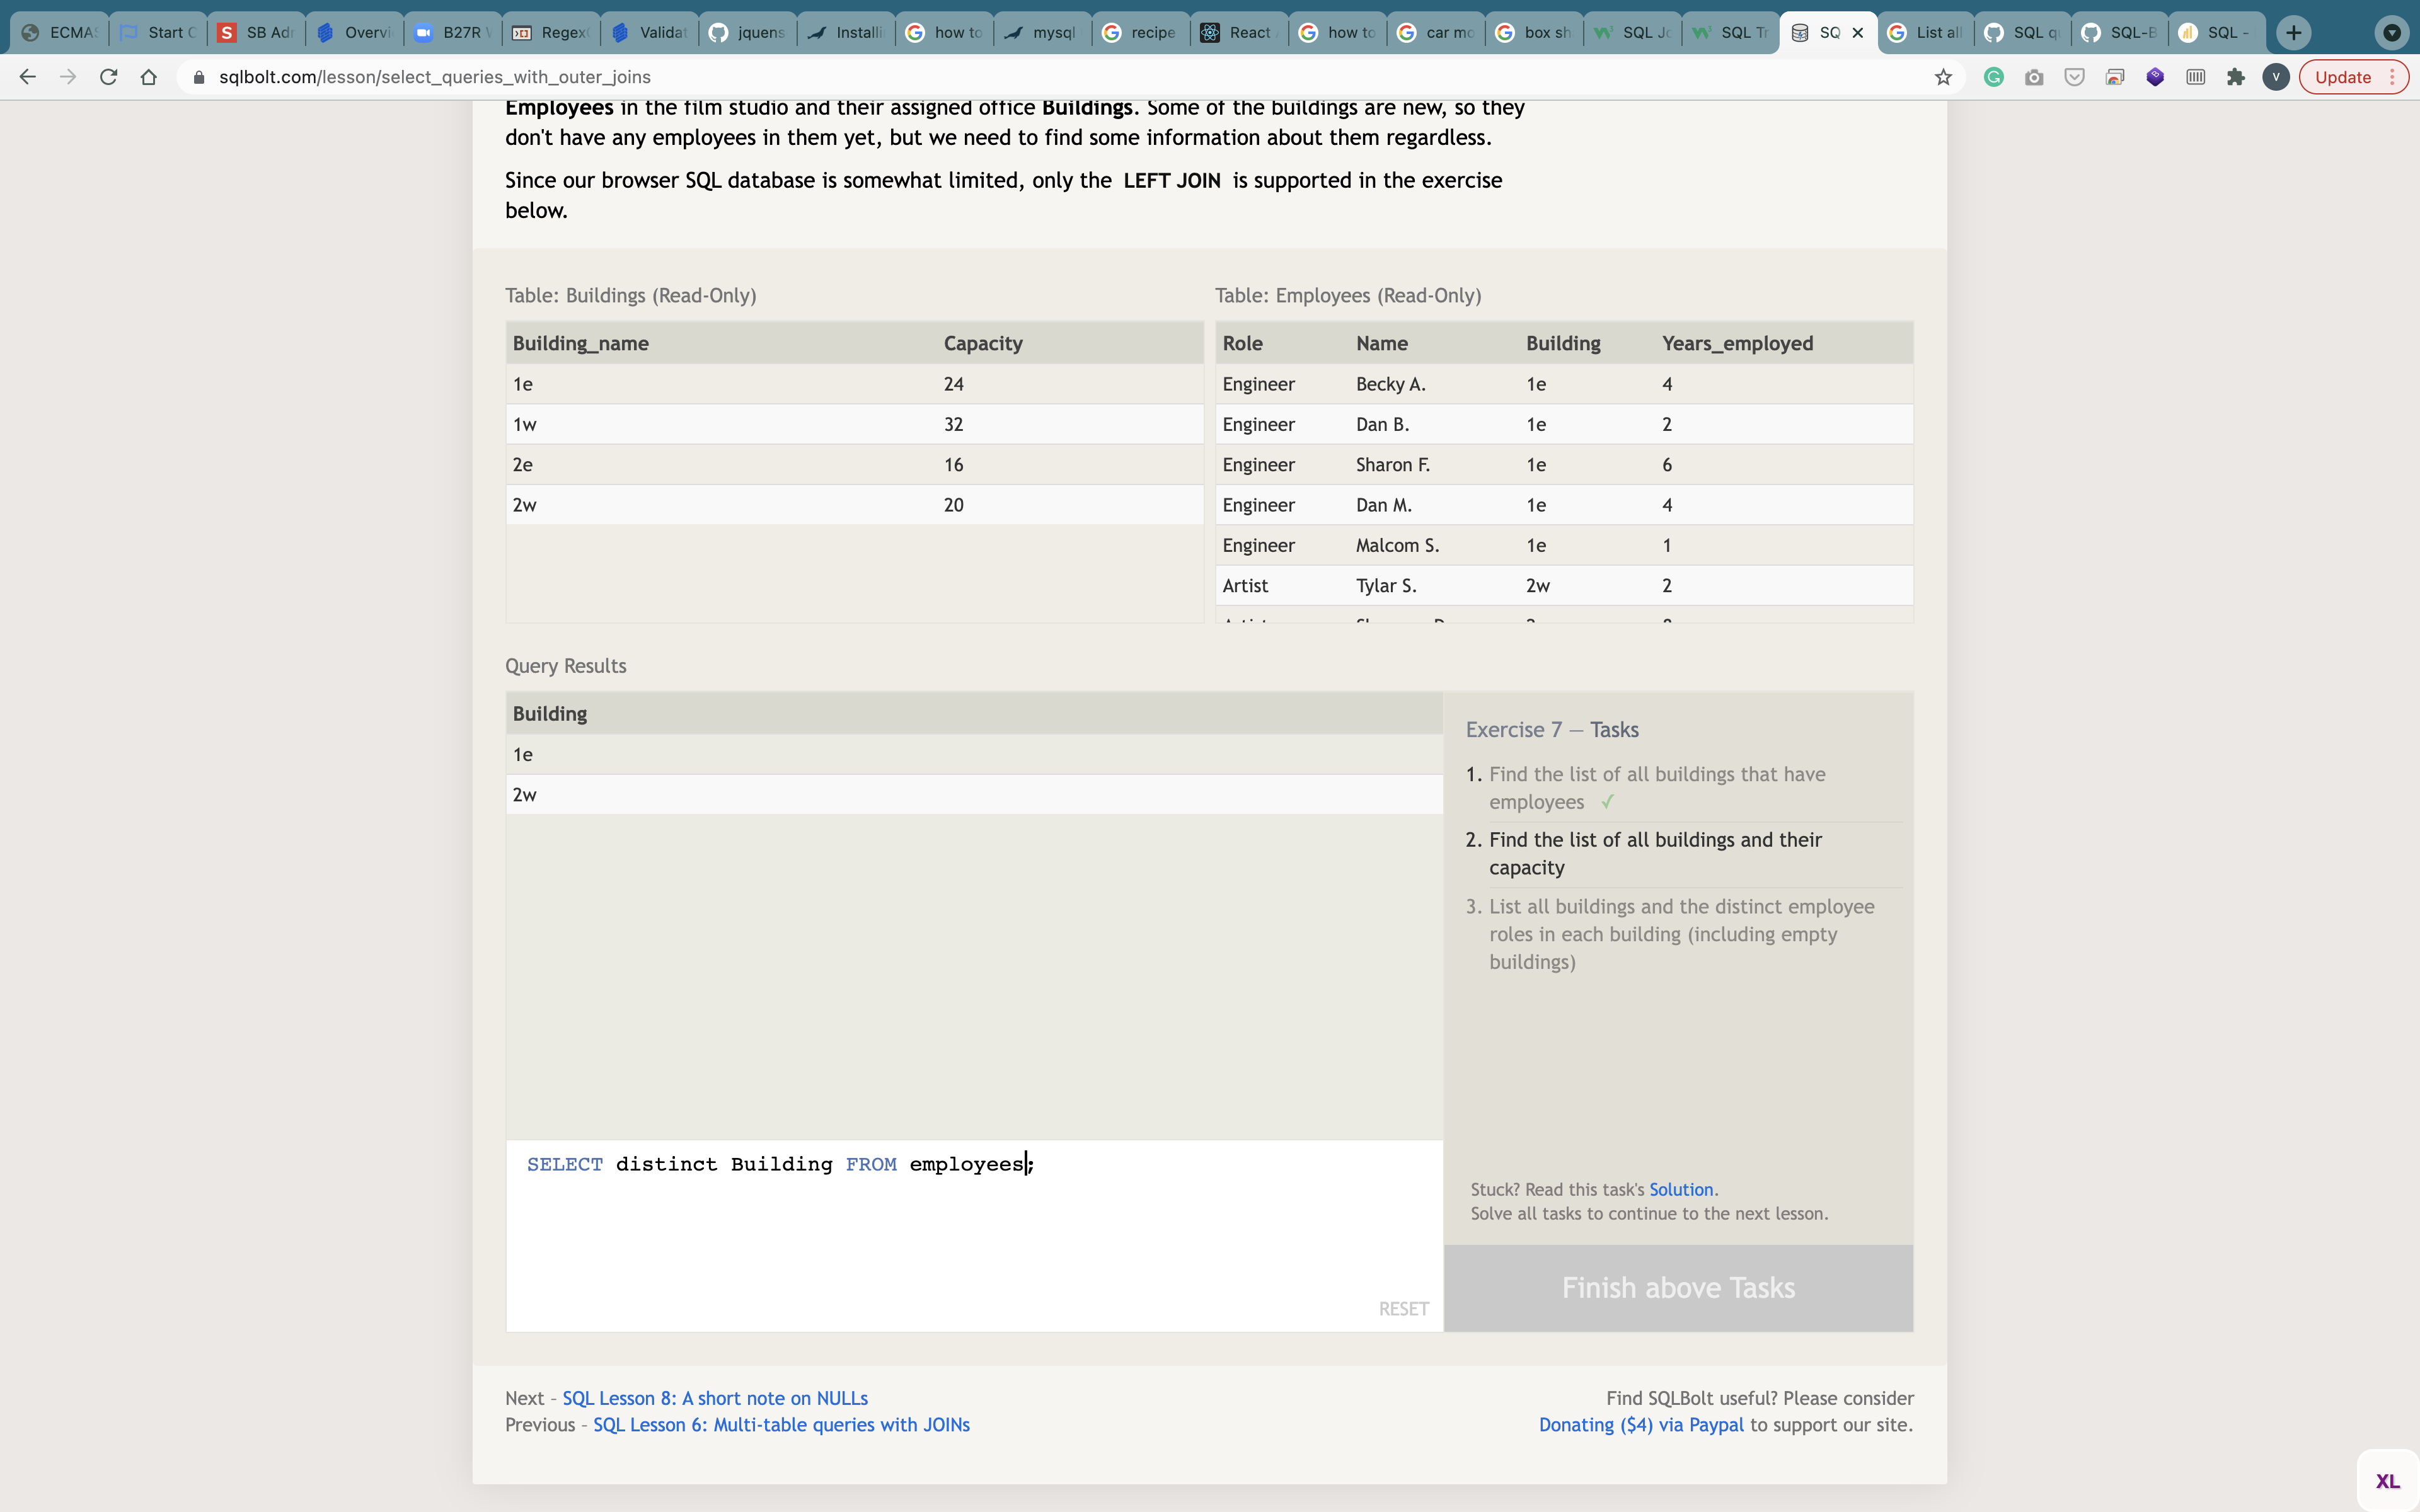 ECMAS
Start C
SB Adr
Overvi
B27R V
Regex
Validat
jquens
Installi
how to
mysql
recipe
React
how to
car mo
box sh
SQL Jo
SQL Tr
SQ
List all
SQL q
SQL-B
SQL -
sqlbolt.com/lesson/select_queries_with_outer_joins
V
Update
Employees in the film studio and their assigned office Buildings. Some of the buildings are new, so they
don't have any employees in them yet, but we need to find some information about them regardless.
Since our browser SQL database is somewhat limited, only the LEFT JOIN is supported in the exercise
below.
Table: Buildings (Read-Only)
Building_name Capacity
1e 24
1w 32
2e 16
2w 20
Table: Employees (Read-Only)
Role Name Building Years_employed
Engineer Becky A. 1e 4
Engineer Dan B. 1e 2
Engineer Sharon F. 1e 6
Engineer Dan M. 1e 4
Engineer Malcom S. 1e 1
Artist Tylar S. 2w 2
Query Results
Building
1e
2w
SELECT distinct Building FROM employees;
RESET
Exercise 7 — Tasks
1. Find the list of all buildings that have
employees ✓
2. Find the list of all buildings and their
capacity
3. List all buildings and the distinct employee
roles in each building (including empty
buildings)
Stuck? Read this task's Solution.
Solve all tasks to continue to the next lesson.
Finish above Tasks
Next – SQL Lesson 8: A short note on NULLs
Previous – SQL Lesson 6: Multi-table queries with JOINs
Find SQLBolt useful? Please consider
Donating ($4) via Paypal to support our site.
XL